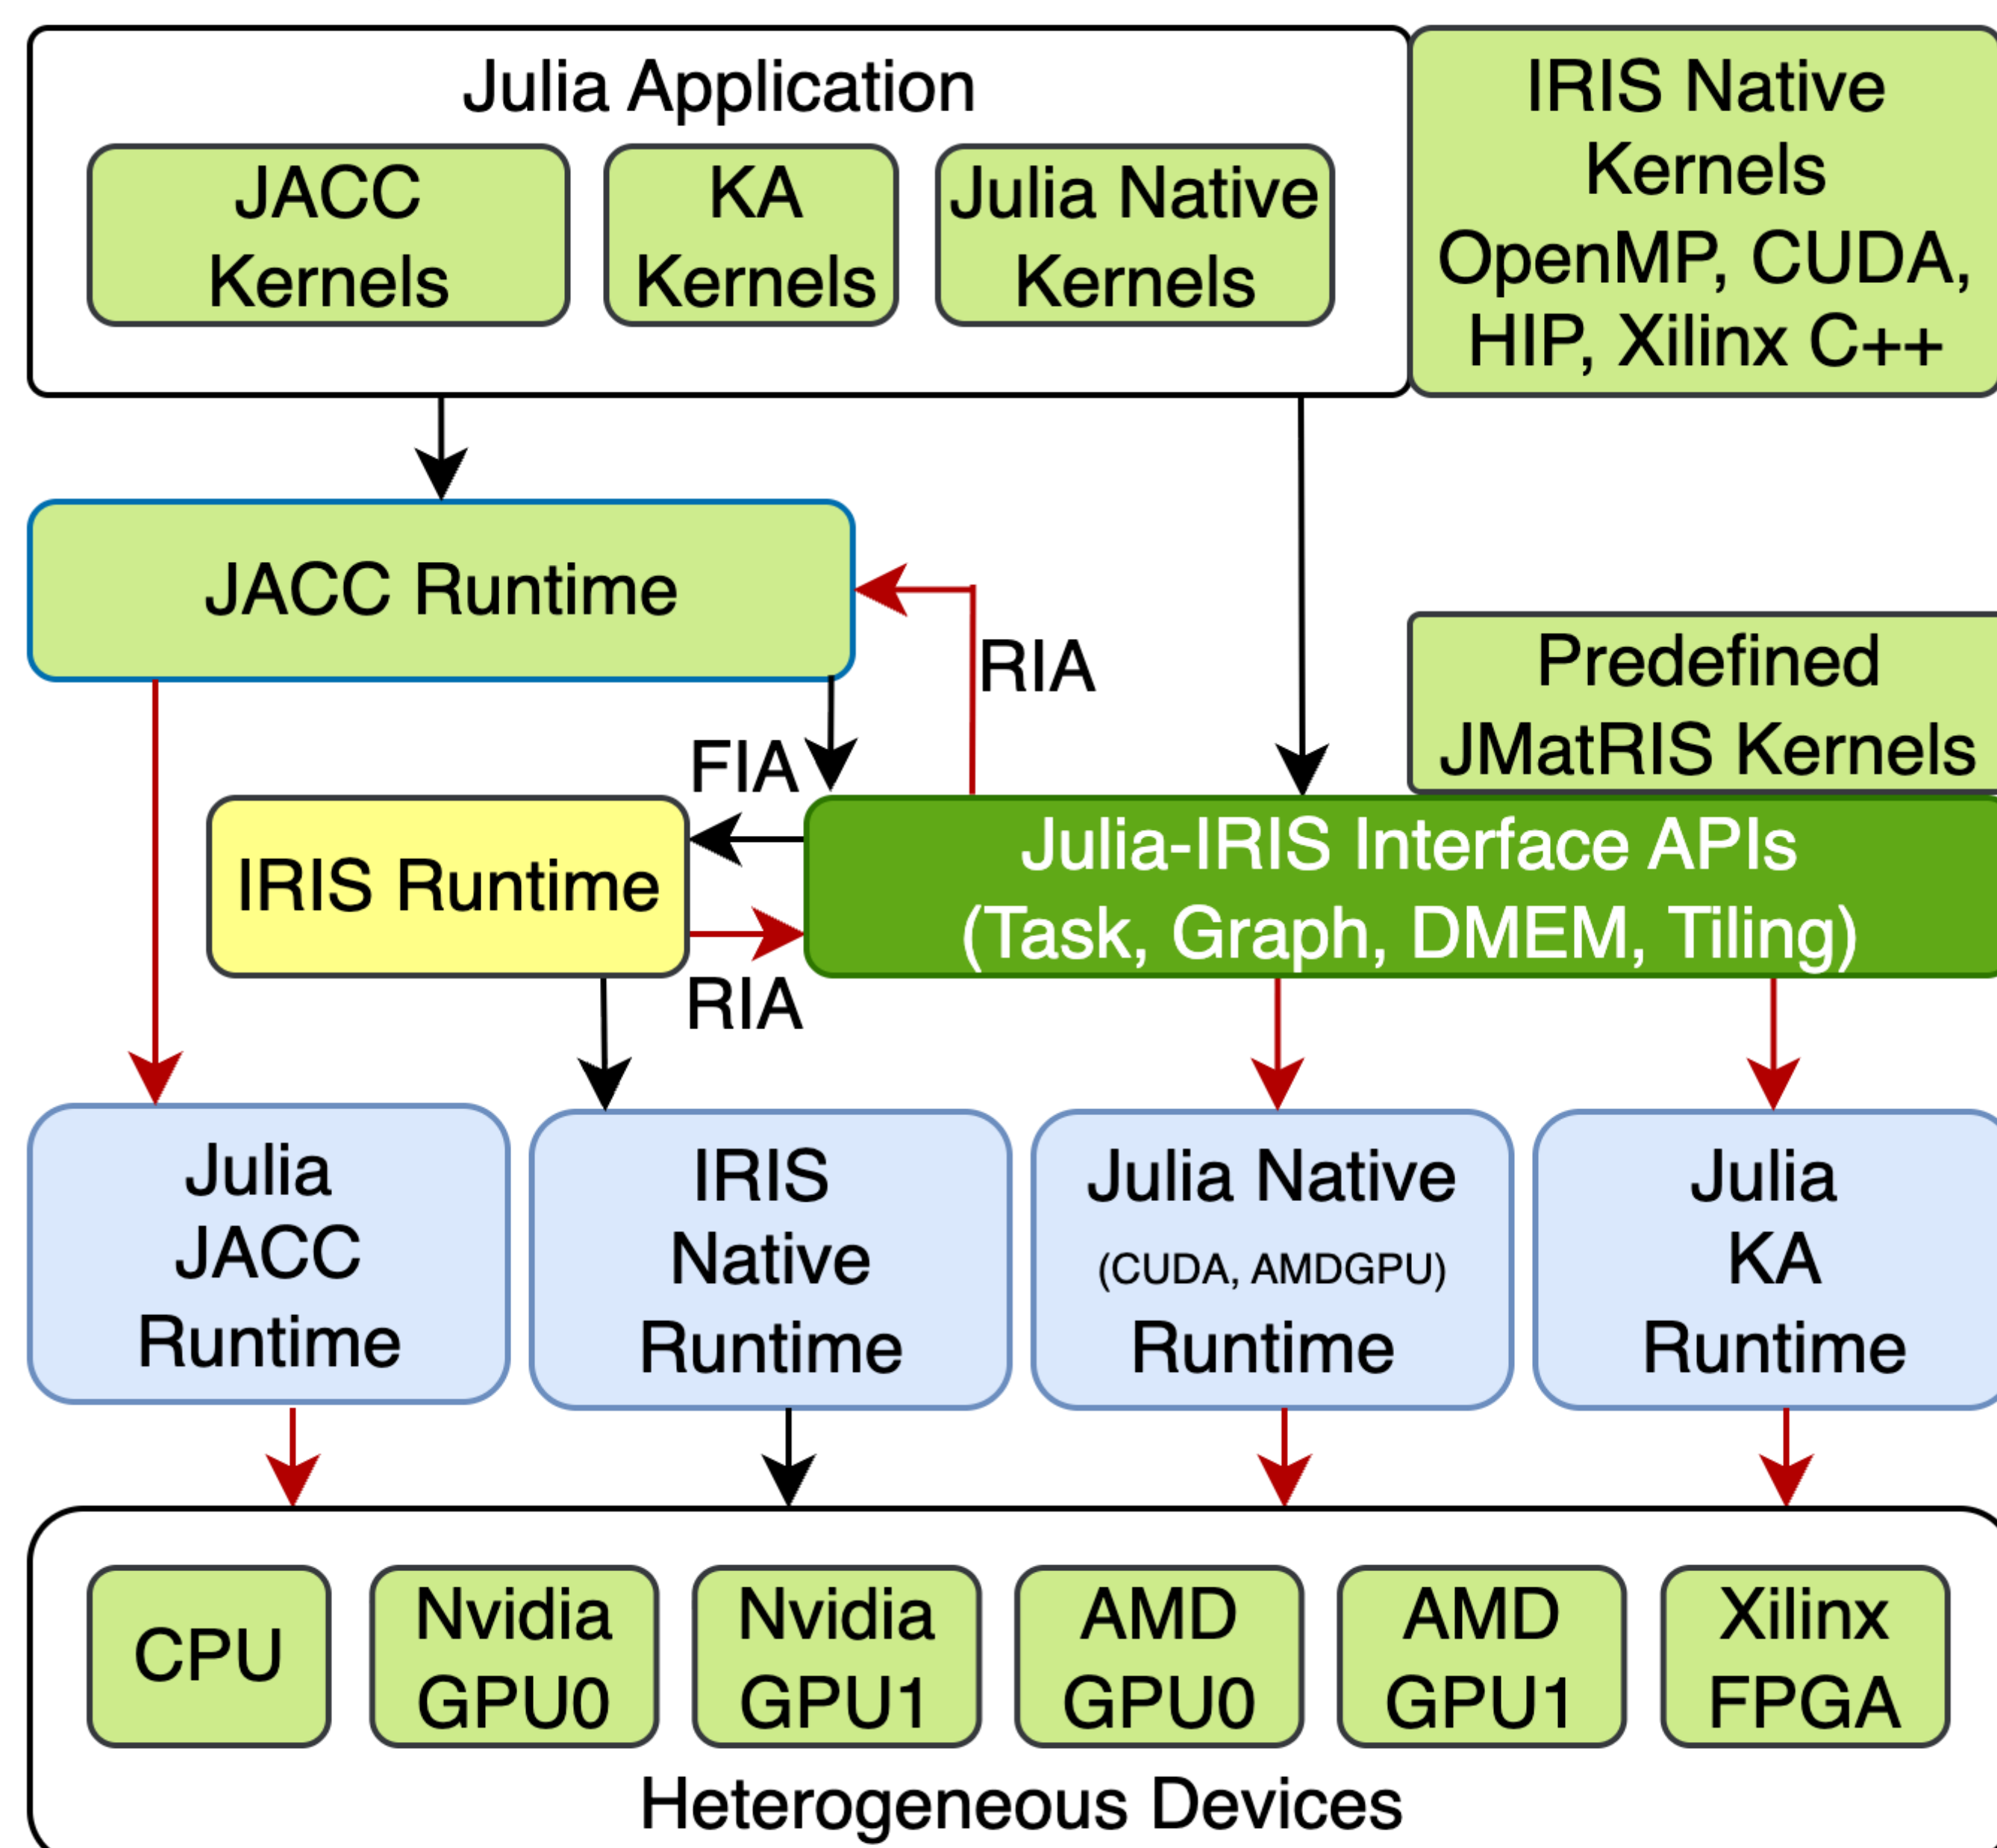 Julia Application
JACC
Kernels
KA
Kernels
Julia Native
Kernels
IRIS Native
Kernels
OpenMP, CUDA,
HIP, Xilinx C++
JACC Runtime
RIA
Predefined
JMatRIS Kernels
FIA
IRIS Runtime
Julia-IRIS Interface APIs
(Task, Graph, DMEM, Tiling)
RIA
Julia
JACC
Runtime
IRIS
Native
Runtime
Julia Native
(CUDA, AMDGPU)
Runtime
Julia
KA
Runtime
CPU
Nvidia
GPU0
Nvidia
GPU1
AMD
GPU0
AMD
GPU1
Xilinx
FPGA
Heterogeneous Devices